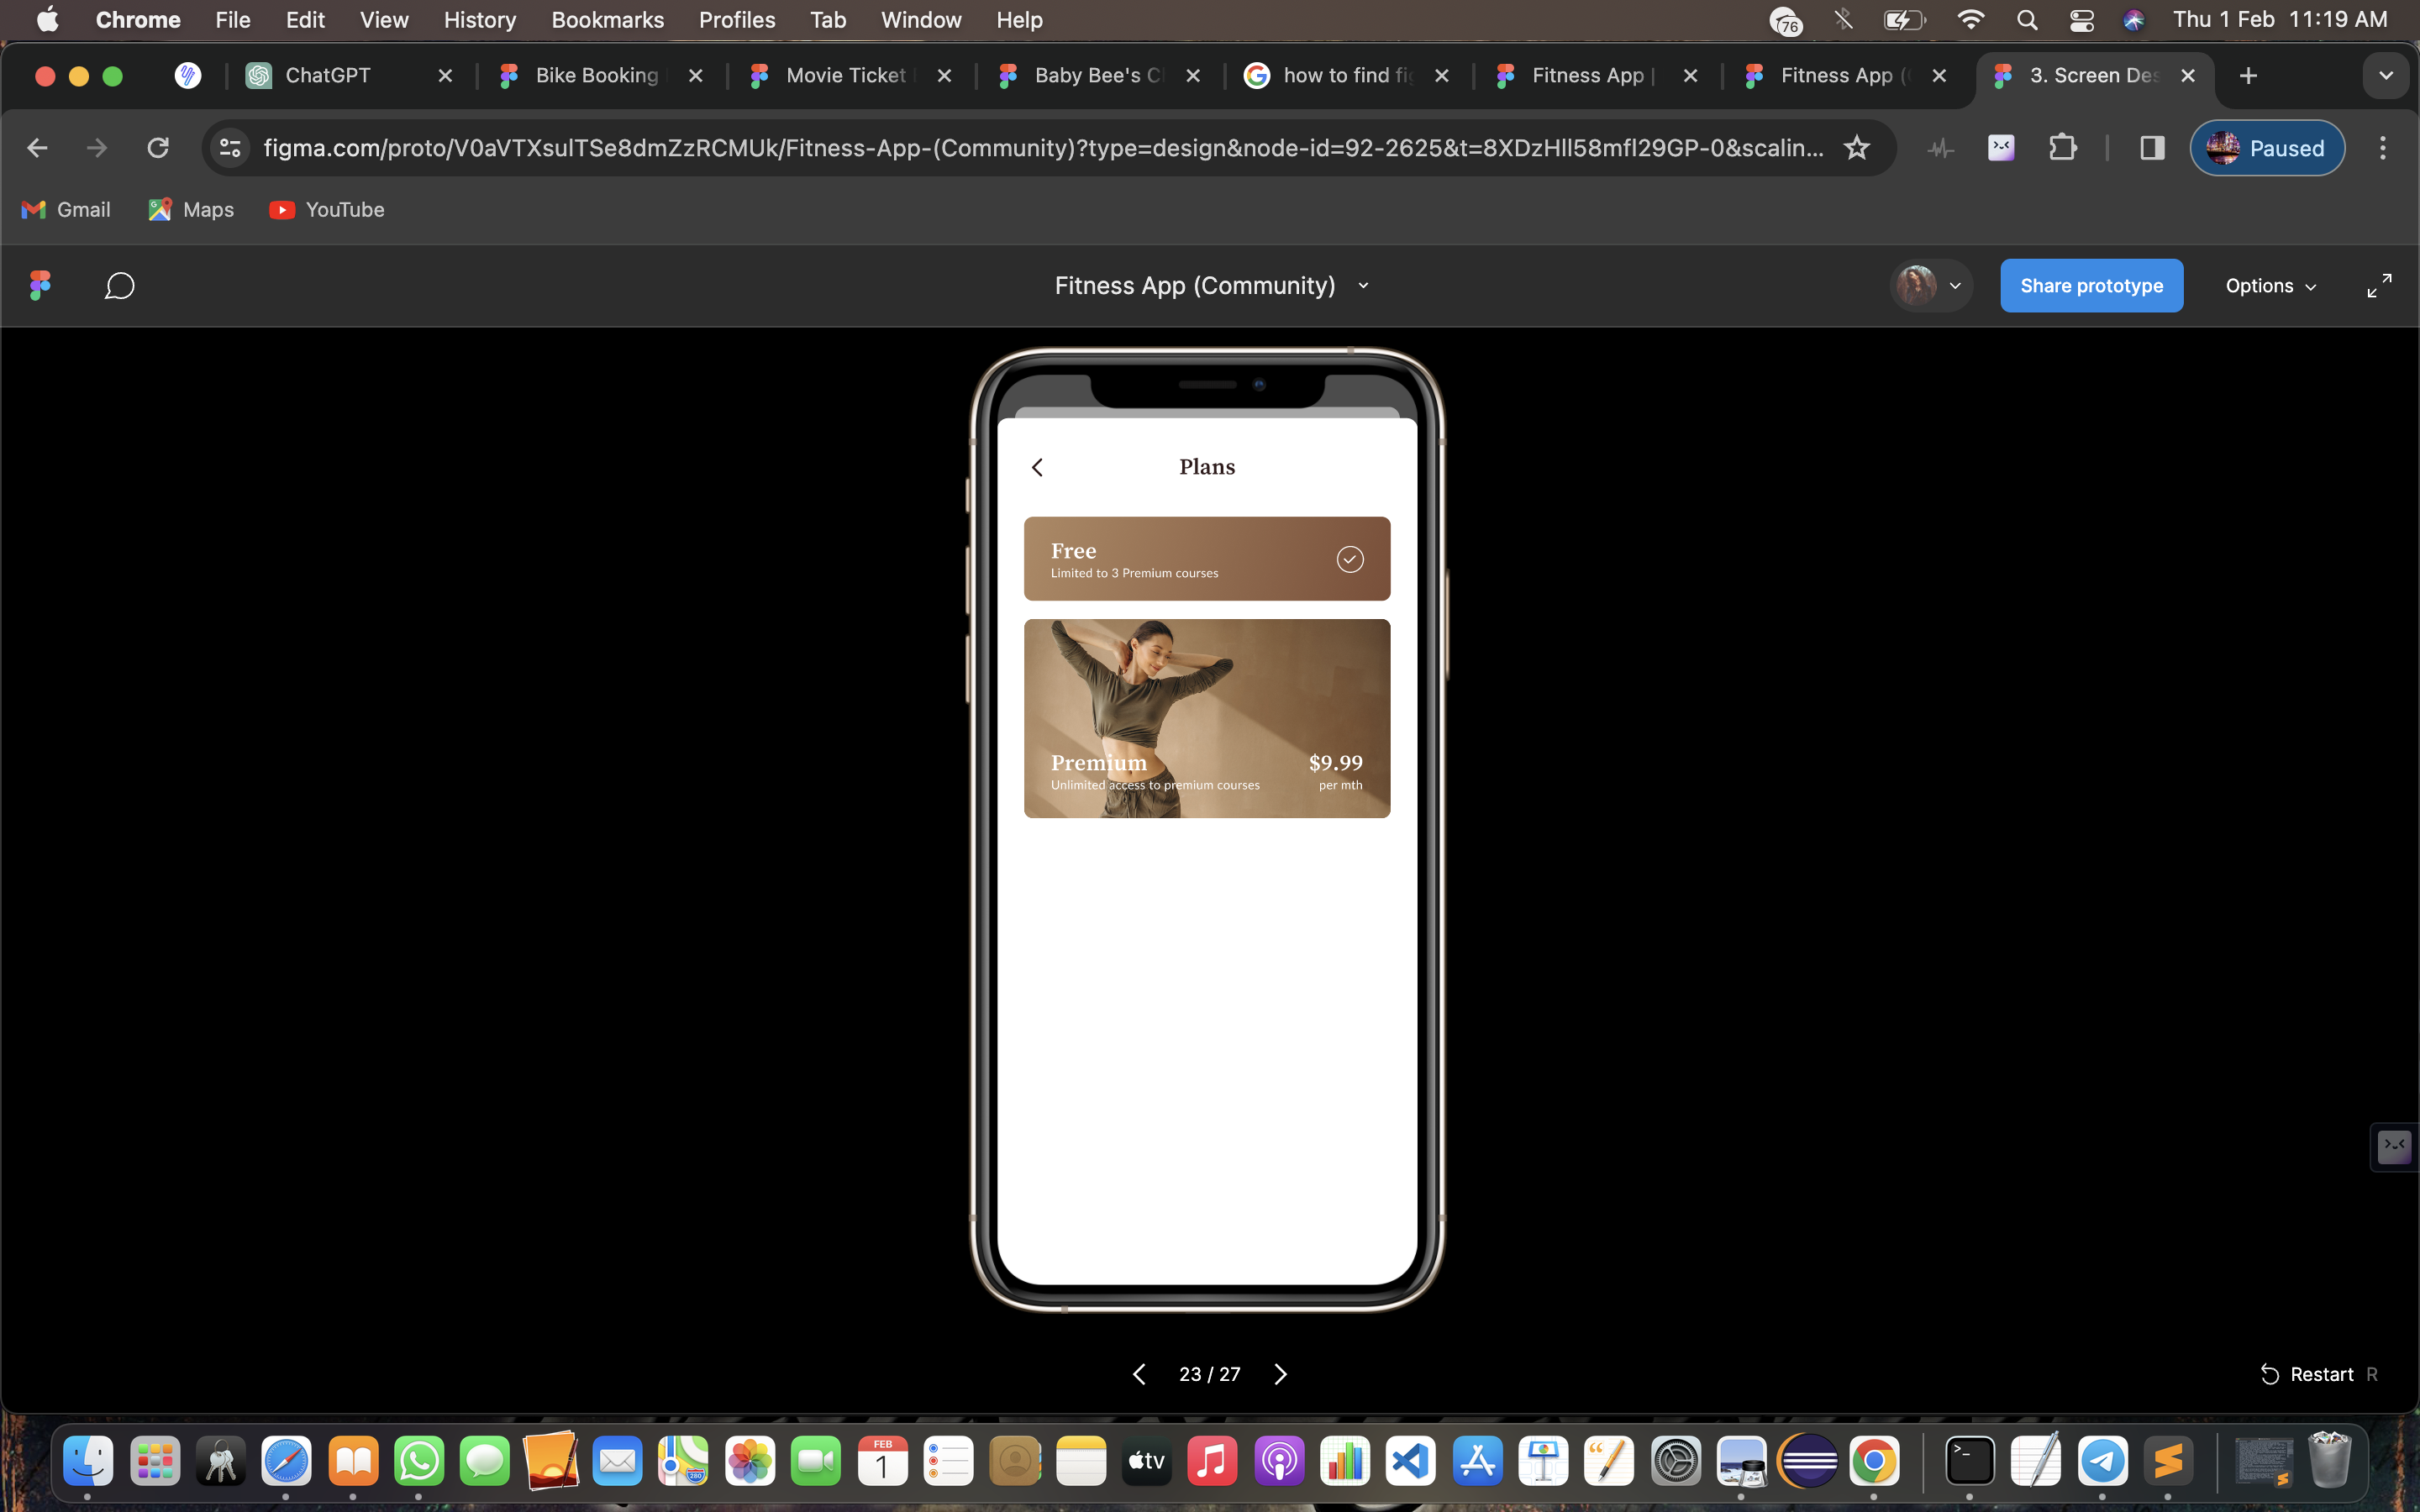 Chrome File Edit View History Bookmarks Profiles Tab Window Help 76 Thu 1 Feb 11:19 AM
ChatGPT Bike Booking Movie Ticket Baby Bee's C how to find fi Fitness App | Fitness App ( 3. Screen Des
figma.com/proto/V0aVTXsulTSe8dmZzRCMUk/Fitness-App-(Community)?type=design&node-id=92-2625&t=8XDzHll58mfl29GP-0&scalin... Paused
Gmail Maps YouTube
Fitness App (Community) Share prototype Options
Plans
Free
Limited to 3 Premium courses
Premium $9.99
Unlimited access to premium courses per mth
23 / 27 Restart R
FEB
1
280
tv